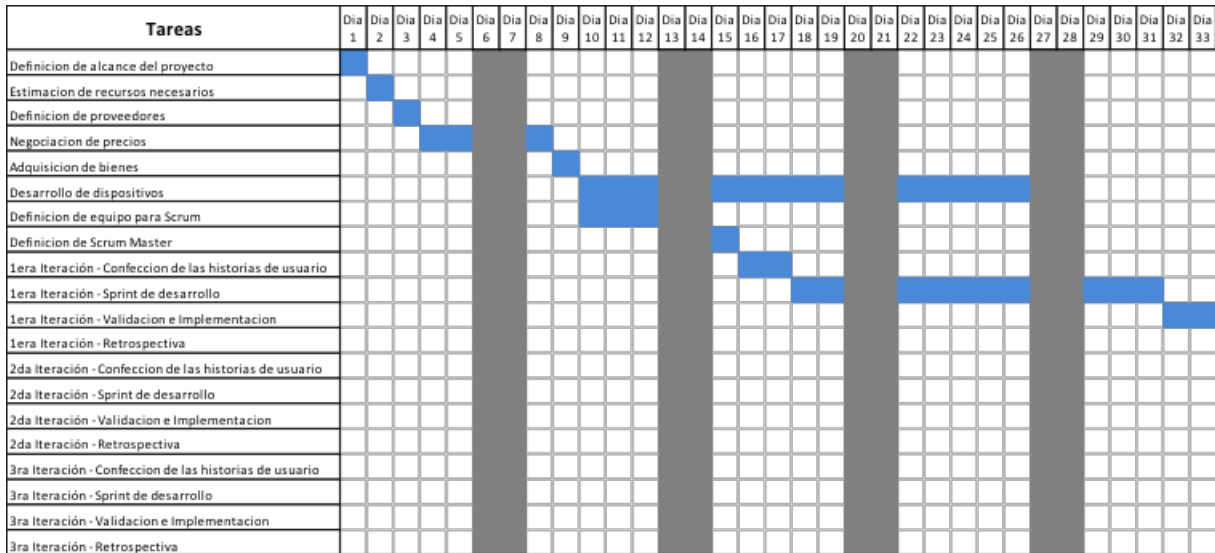 Tareas
Dia 1 Dia 2 Dia 3 Dia 4 Dia 5 Dia 6 Dia 7 Dia 8 Dia 9 Dia 10 Dia 11 Dia 12 Dia 13 Dia 14 Dia 15 Dia 16 Dia 17 Dia 18 Dia 19 Dia 20 Dia 21 Dia 22 Dia 23 Dia 24 Dia 25 Dia 26 Dia 27 Dia 28 Dia 29 Dia 30 Dia 31 Dia 32 Dia 33
Definicion de alcance del proyecto
Estimacion de recursos necesarios
Definicion de proveedores
Negociacion de precios
Adquisicion de bienes
Desarrollo de dispositivos
Definicion de equipo para Scrum
Definicion de Scrum Master
1era Iteración - Confeccion de las historias de usuario
1era Iteración - Sprint de desarrollo
1era Iteración - Validacion e Implementacion
1era Iteración - Retrospectiva
2da Iteración - Confeccion de las historias de usuario
2da Iteración - Sprint de desarrollo
2da Iteración - Validacion e Implementacion
2da Iteración - Retrospectiva
3ra Iteración - Confeccion de las historias de usuario
3ra Iteración - Sprint de desarrollo
3ra Iteración - Validacion e Implementacion
3ra Iteración - Retrospectiva